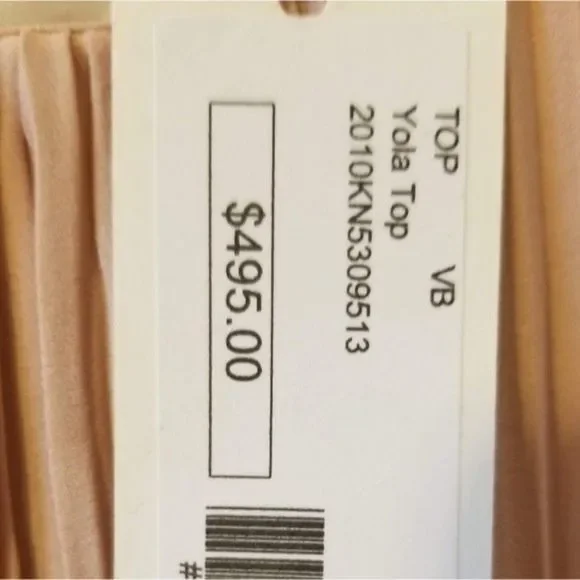 TOP VB
Yola Top
2010KN5309513
$495.00
#